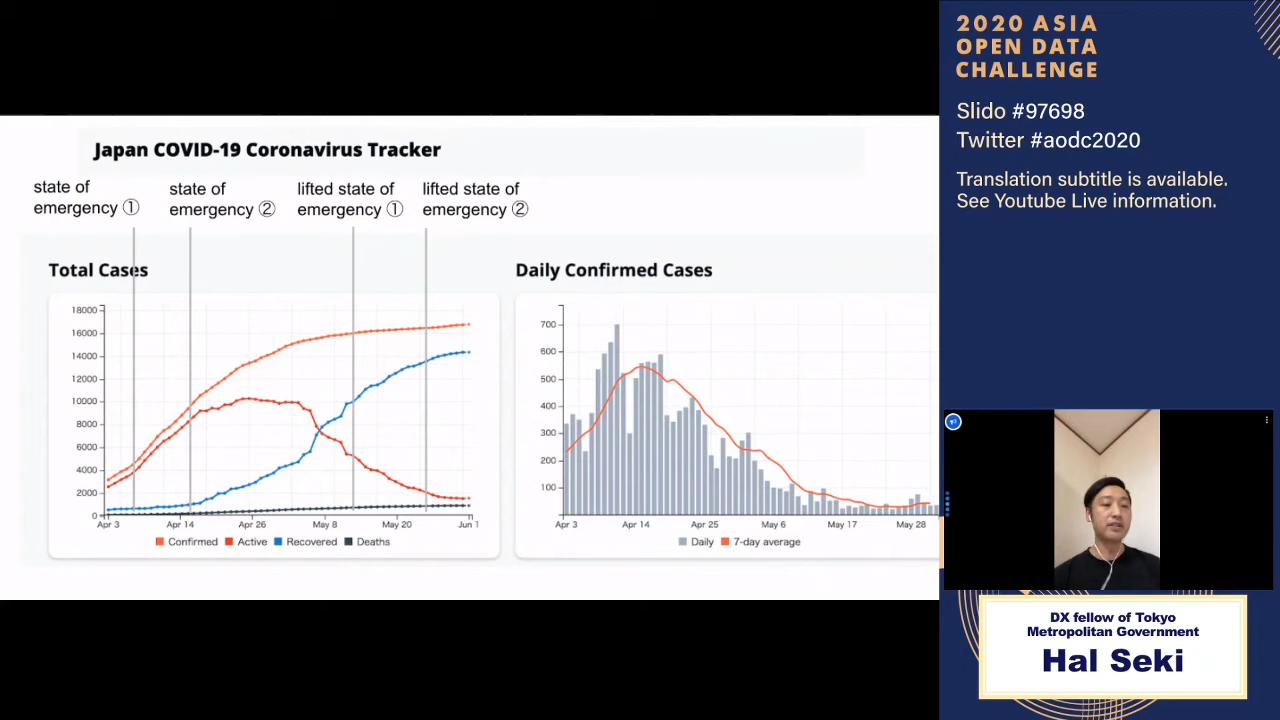 2020 ASIA
OPEN DATA
CHALLENGE
Slido #97698
Twitter #aodc2020
Translation subtitle is available.
See Youtube Live information.
Japan COVID-19 Coronavirus Tracker
state of
emergency ①
state of
emergency ②
lifted state of
emergency ①
lifted state of
emergency ②
Total Cases
18000
16000
14000
12000
10000
8000
6000
4000
2000
0
Apr 3 Apr 14 Apr 26 May 8 May 20 Jun 1
Confirmed Active Recovered Deaths
Daily Confirmed Cases
700
600
500
400
300
200
100
Apr 3 Apr 14 Apr 25 May 6 May 17 May 28
Daily 7-day average
DX fellow of Tokyo
Metropolitan Government
Hal Seki